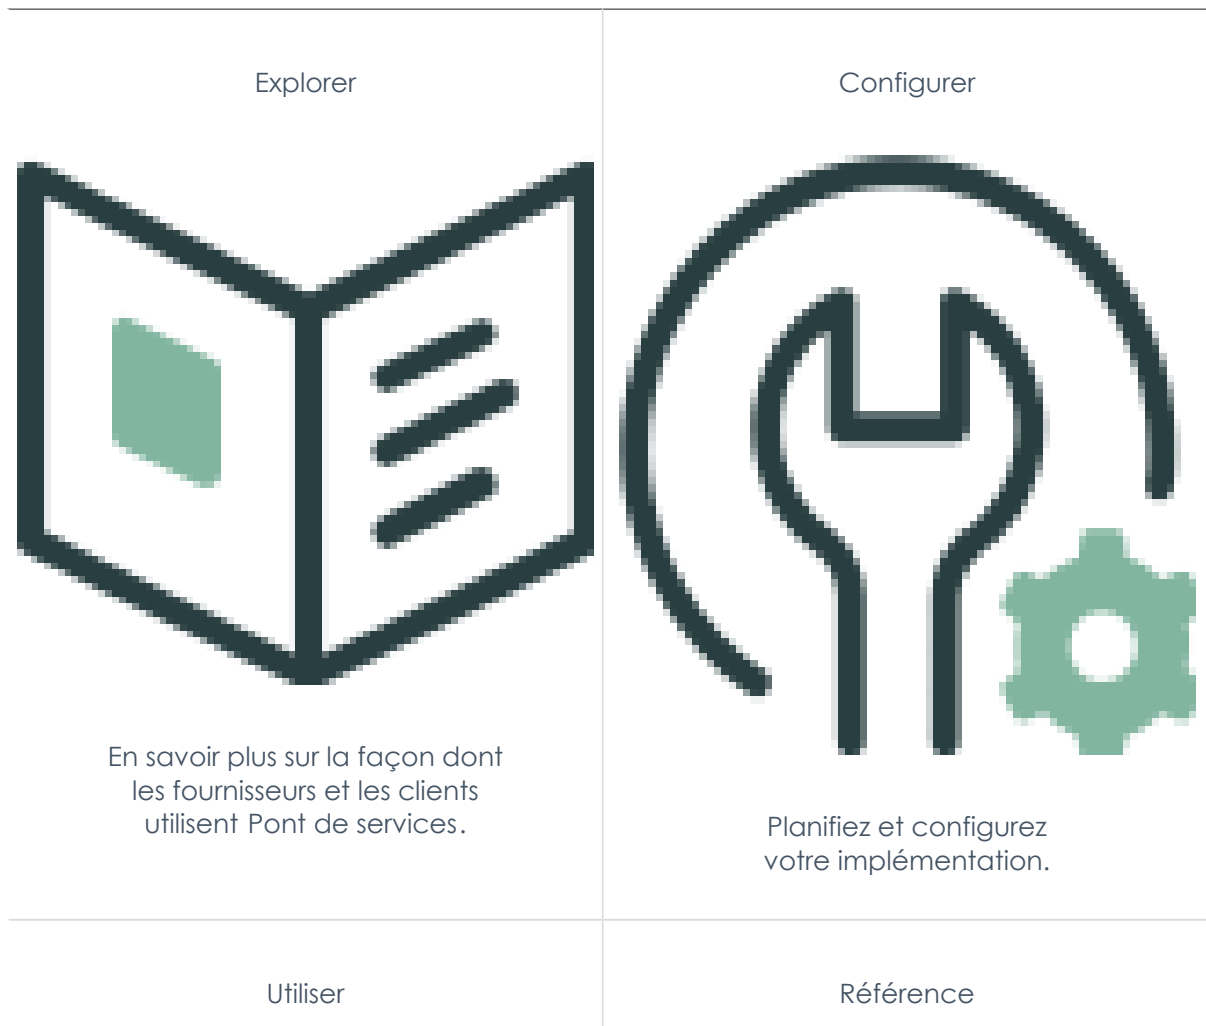 Explorer
Configurer
En savoir plus sur la façon dont
les fournisseurs et les clients
utilisent Pont de services.
Planifiez et configurez
votre implémentation.
Utiliser
Référence